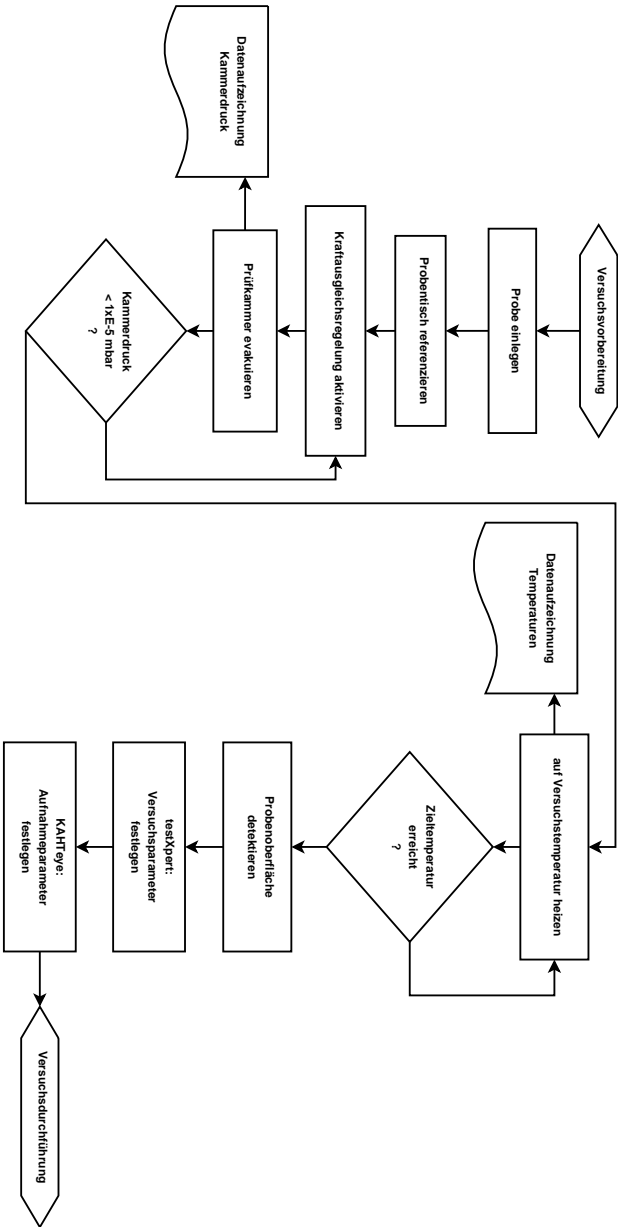 Versuchsvorbereitung
Probe einlegen
Probentisch referenzieren
Kraftausgleichsregelung aktivieren
Prüfkammer evakuieren
Datenaufzeichnung
Kammerdruck
Kammerdruck
< 1xE-5 mbar
?
auf Versuchstemperatur heizen
Datenaufzeichnung
Temperaturen
Zieltemperatur
erreicht
?
Probenoberfläche
detektieren
testXpert:
Versuchsparameter
festlegen
KAHTeye:
Aufnahmeparameter
festlegen
Versuchsdurchführung